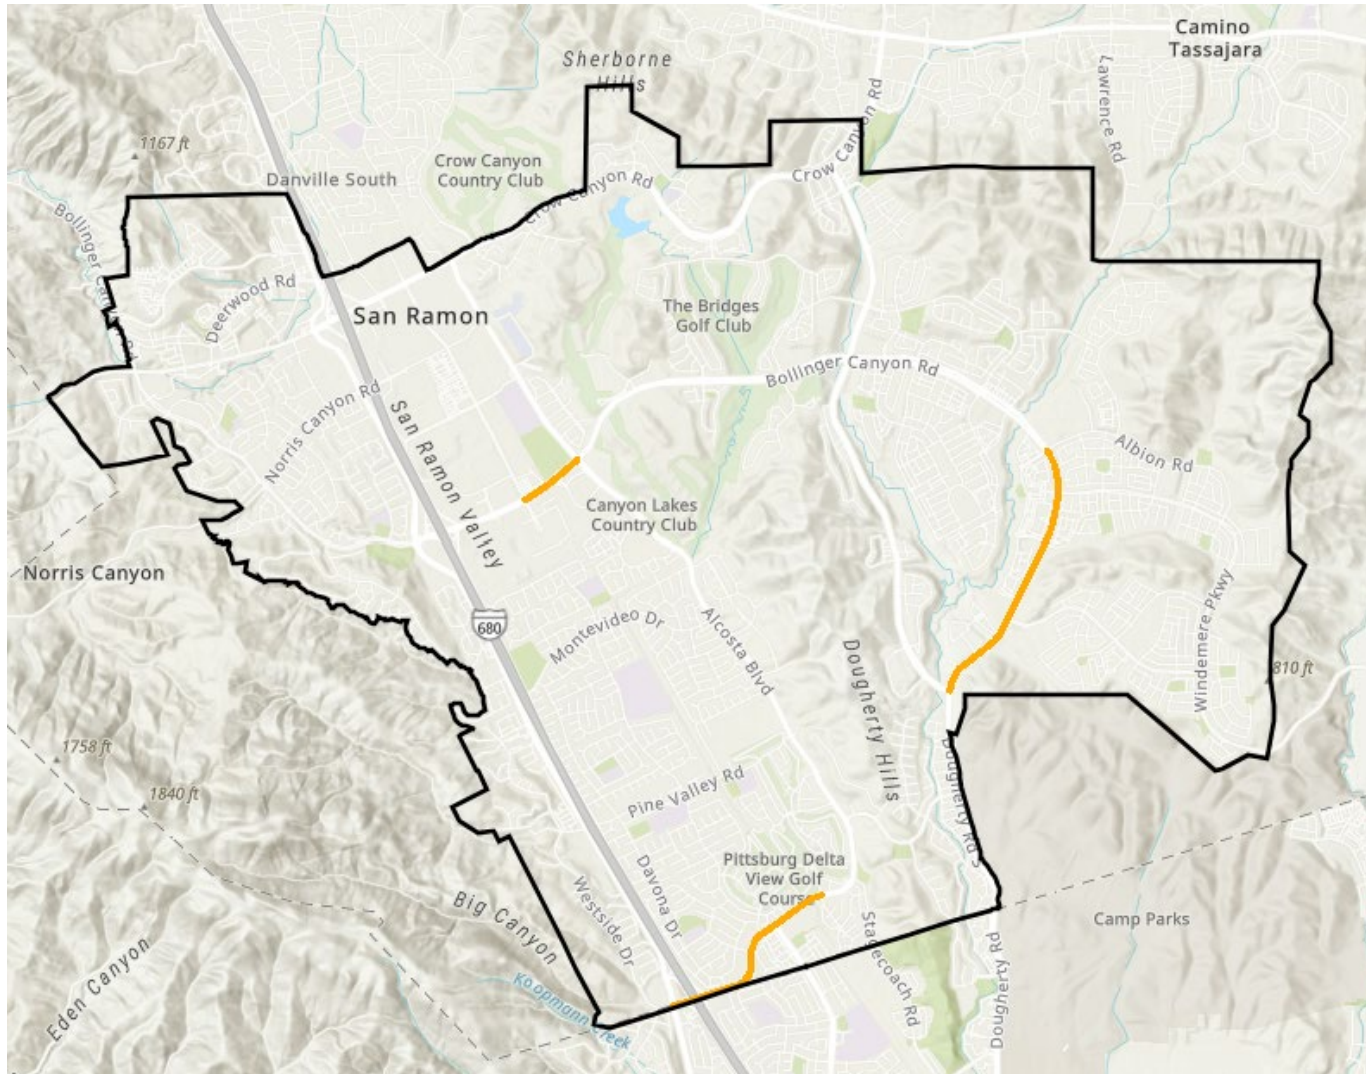 Camino
Tassajara
Sherborne
Hills
Lawrence Rd
1167 ft
Crow Canyon
Country Club
Danville South
Crow Canyon Rd
Crow Canyon Rd
Bollinger Canyon Rd
Deerwood Rd
San Ramon
The Bridges
Golf Club
Bollinger Canyon Rd
Norris Canyon Rd
San Ramon Valley
Albion Rd
Canyon Lakes
Country Club
Norris Canyon
680
Montevideo Dr
Alcosta Blvd
Windemere Pkwy
Dougherty Hills
810 ft
1758 ft
1840 ft
Pine Valley Rd
Dougherty Rd S
Pittsburg Delta
View Golf
Course
Davona Dr
Westside Dr
Big Canyon
Stagecoach Rd
Camp Parks
Eden Canyon
Koopmann Creek
Dougherty Rd